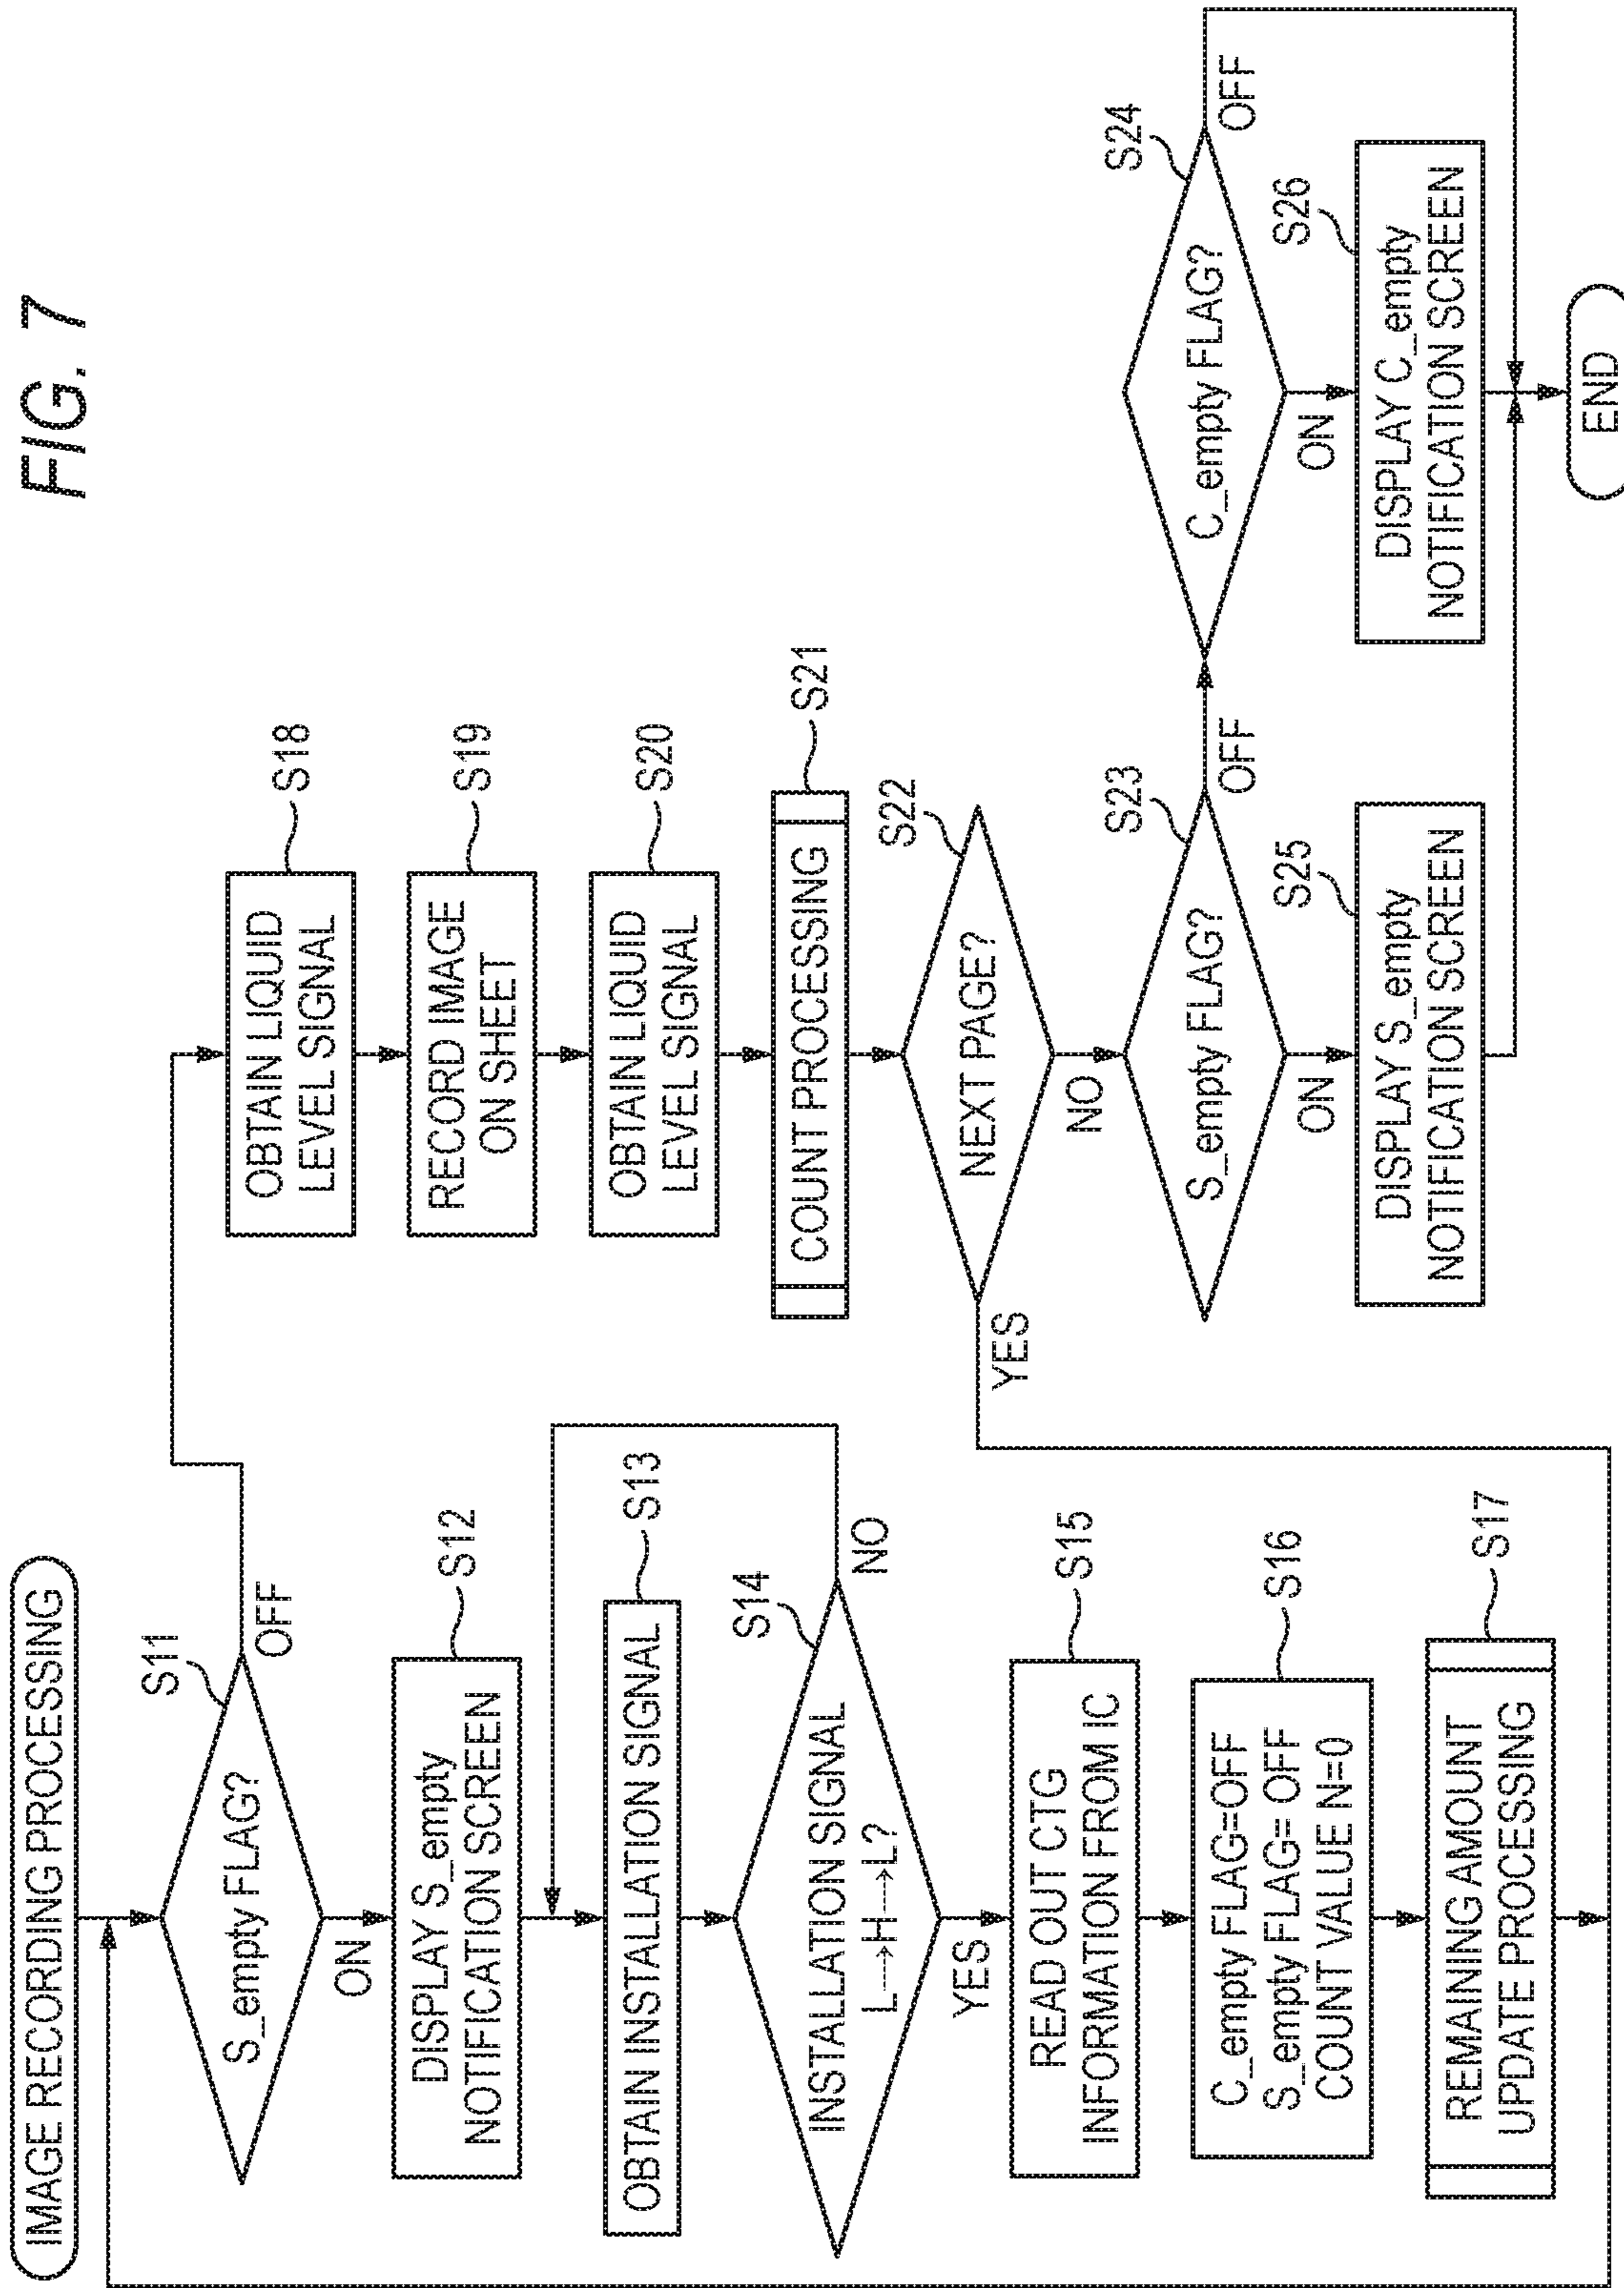 FIG. 7
IMAGE RECORDING PROCESSING
S11
S_empty FLAG?
OFF
ON
S12
DISPLAY S_empty
NOTIFICATION SCREEN
S13
OBTAIN INSTALLATION SIGNAL
S14
INSTALLATION SIGNAL
L→H→L?
NO
YES
S15
READ OUT CTG
INFORMATION FROM IC
S16
C_empty FLAG=OFF
S_empty FLAG= OFF
COUNT VALUE N=0
S17
REMAINING AMOUNT
UPDATE PROCESSING
S18
OBTAIN LIQUID
LEVEL SIGNAL
S19
RECORD IMAGE
ON SHEET
S20
OBTAIN LIQUID
LEVEL SIGNAL
S21
COUNT PROCESSING
S22
NEXT PAGE?
YES
NO
S23
S_empty FLAG?
OFF
ON
S25
DISPLAY S_empty
NOTIFICATION SCREEN
S24
C_empty FLAG?
OFF
ON
S26
DISPLAY C_empty
NOTIFICATION SCREEN
END